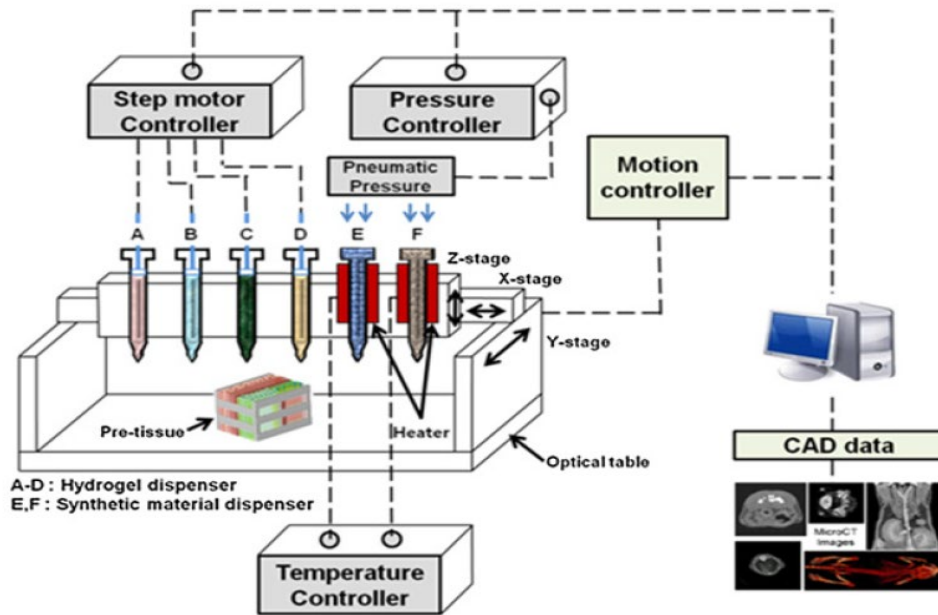 Step motor
Controller
Pressure
Controller
Pneumatic
Pressure
Motion
controller
A
B
C
D
E
F
Z-stage
X-stage
Y-stage
Pre-tissue
Heater
Optical table
A-D : Hydrogel dispenser
E,F : Synthetic material dispenser
CAD data
MicroCT
Images
Temperature
Controller